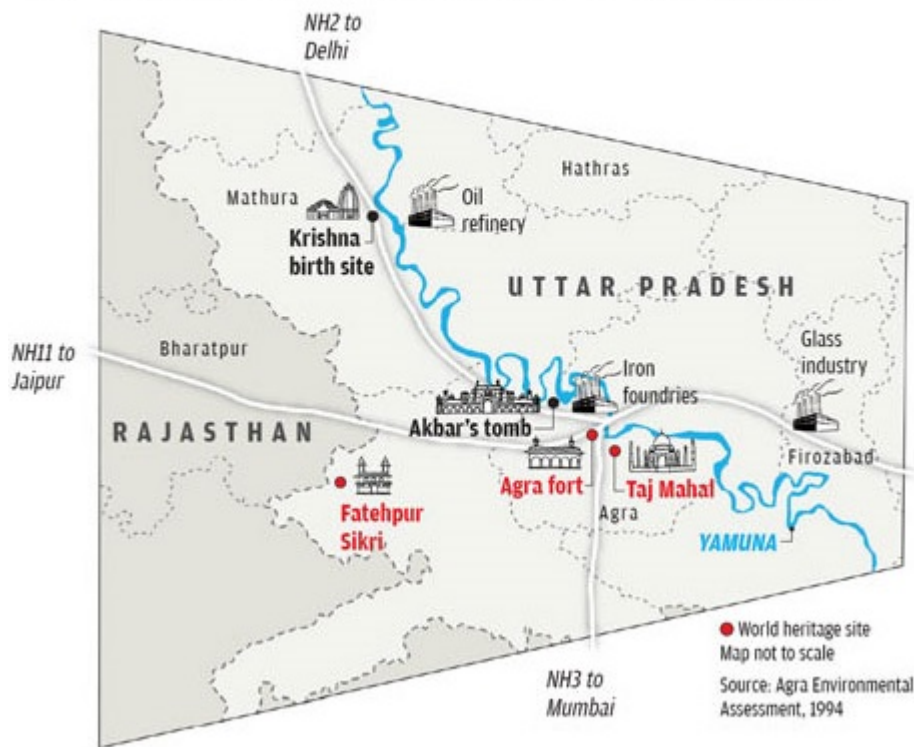 NH2 to
Delhi
Hathras
Mathura
Oil
refinery
Krishna
birth site
UTTAR PRADESH
NH11 to
Jaipur
Bharatpur
Glass
industry
Iron
foundries
RAJASTHAN
Akbar's tomb
Firozabad
Agra fort
Taj Mahal
Fatehpur
Sikri
Agra
YAMUNA
World heritage site
Map not to scale
NH3 to
Mumbai
Source: Agra Environmental
Assessment, 1994